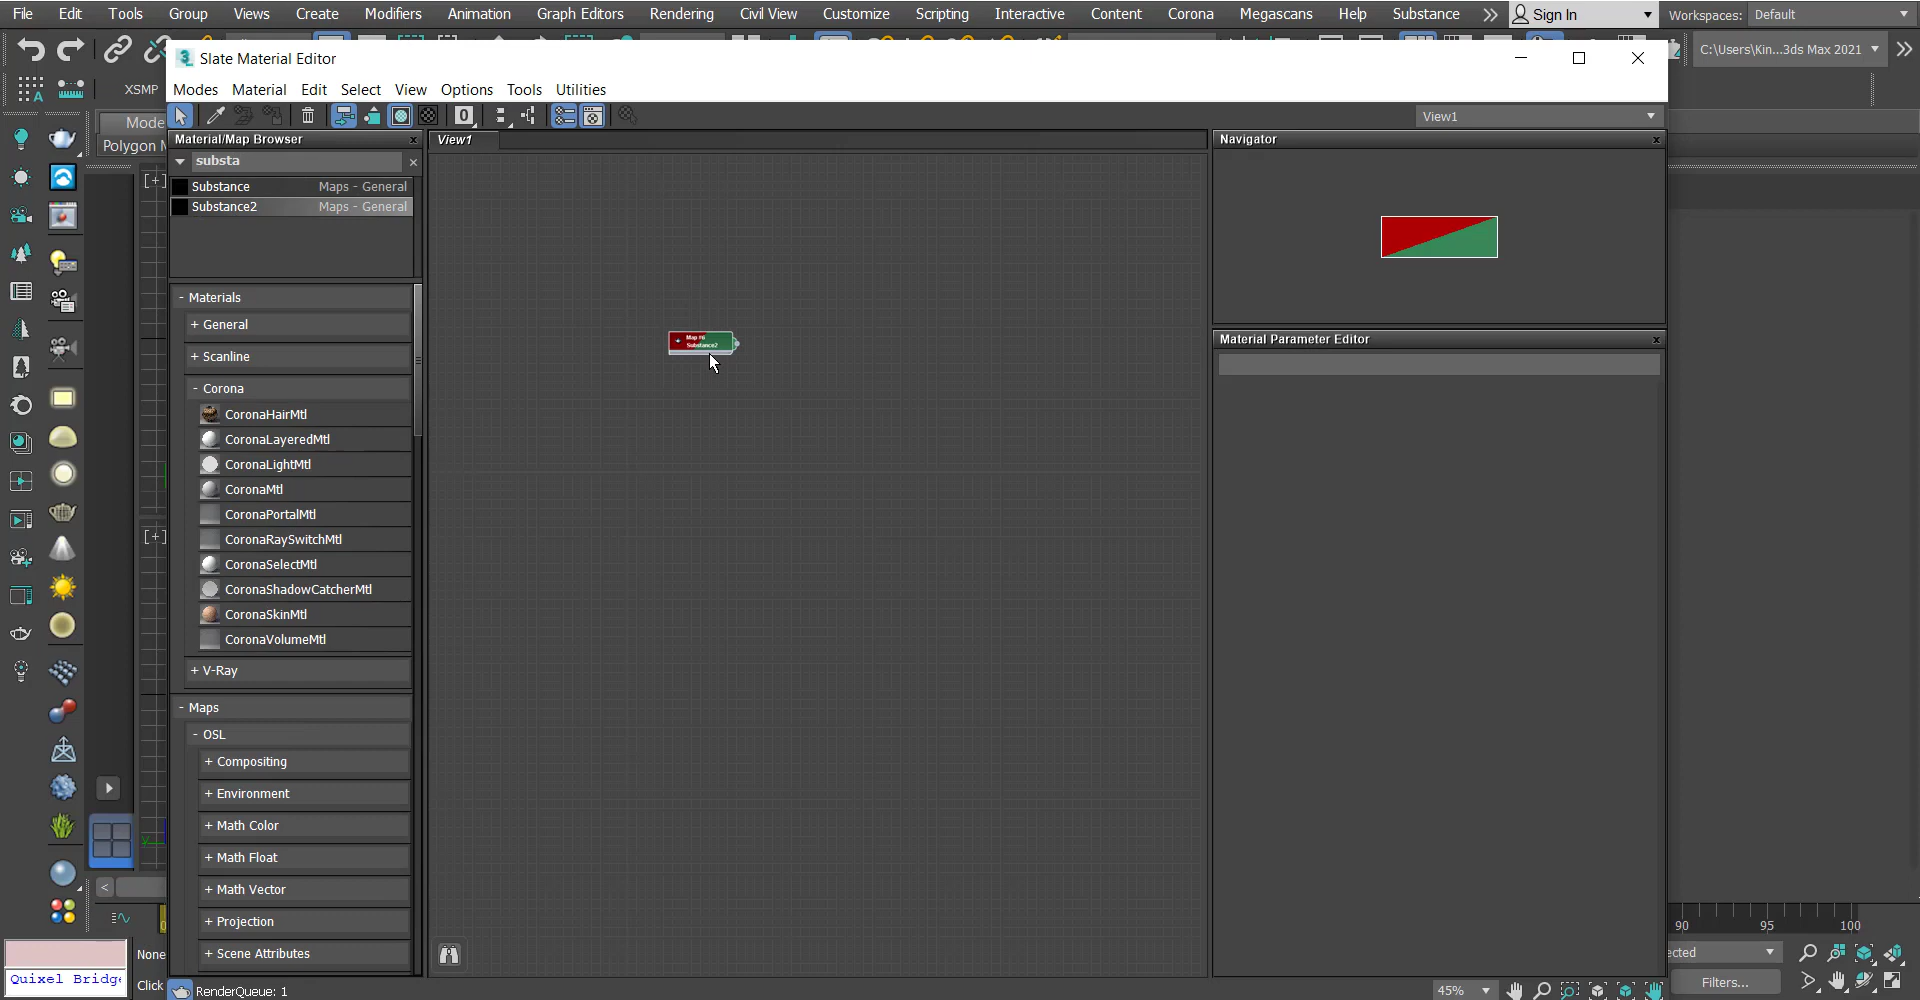 File Edit Tools Group Views Create Modifiers Animation Graph Editors Rendering Civil View Customize Scripting Interactive Content Corona Megascans Help Substance Sign In Workspaces: Default
Slate Material Editor
C:\Users\Kin...3ds Max 2021
Modes Material Edit Select View Options Tools Utilities
XSMP
0
View1
Mode
Polygon M
Material/Map Browser
View1
Navigator
substa
Substance Maps - General
Substance2 Maps - General
[+]
- Materials
+ General
Map #6
Substance2
Material Parameter Editor
+ Scanline
- Corona
CoronaHairMtl
CoronaLayeredMtl
CoronaLightMtl
CoronaMtl
CoronaPortalMtl
[+]
CoronaRaySwitchMtl
CoronaSelectMtl
CoronaShadowCatcherMtl
CoronaSkinMtl
CoronaVolumeMtl
+ V-Ray
- Maps
- OSL
+ Compositing
+ Environment
+ Math Color
+ Math Float
+ Math Vector
+ Projection
+ Scene Attributes
90 95 100
None
ected
Quixel Bridge
Click
Filters...
RenderQueue: 1
45%